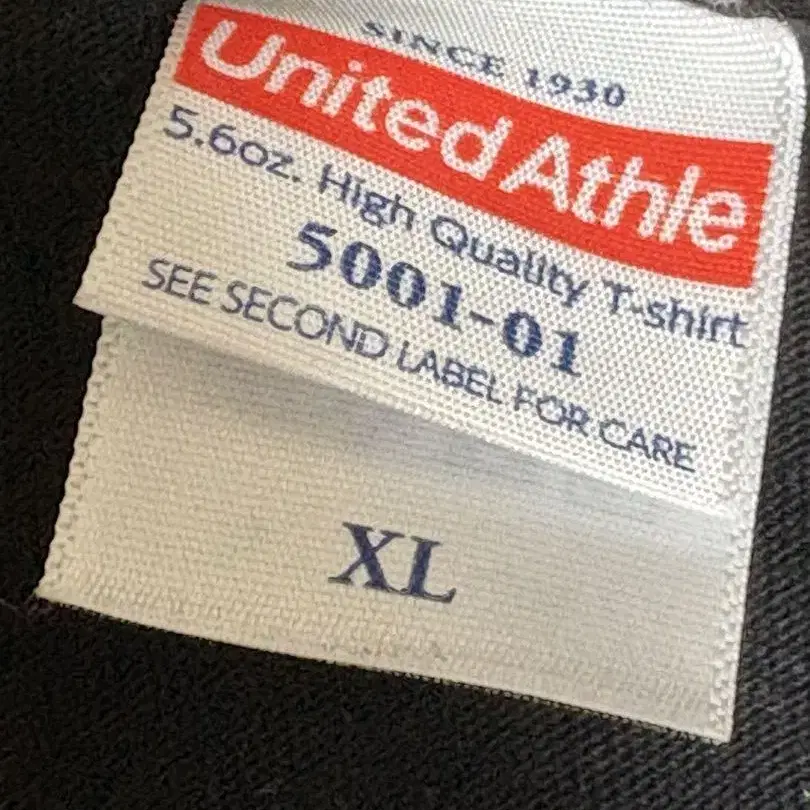 SINCE 1930
United Athle
5.6oz. High Quality T-shirt
5001-01
SEE SECOND LABEL FOR CARE
XL